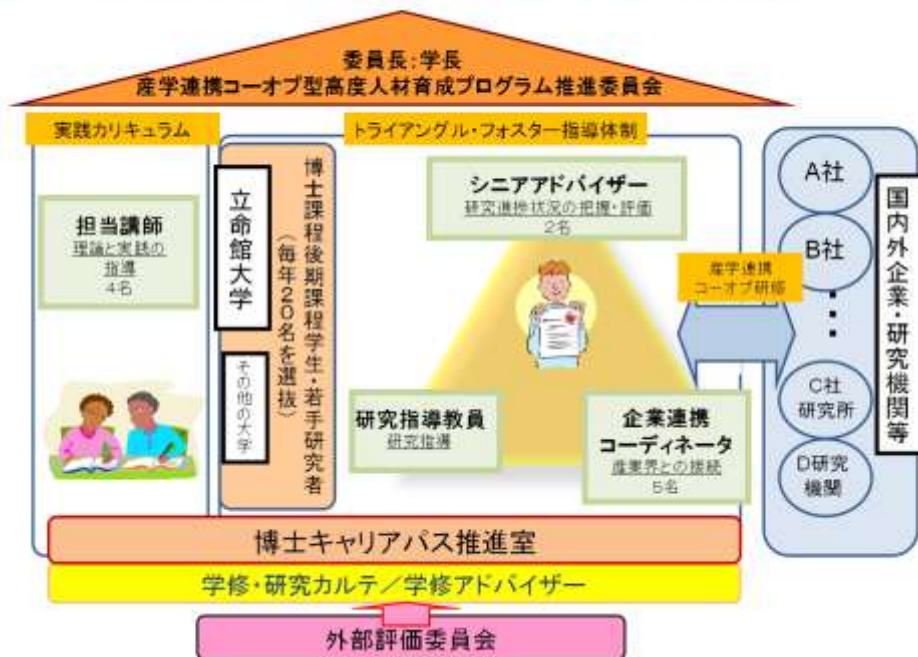 委員長:学長
産学連携コーオプ型高度人材育成プログラム推進委員会
実践カリキュラム
トライアングル・フォスター指導体制
担当講師
理論と実践の
指導
4名
立命館大学
その他の大学
博士課程後期課程学生・若手研究者
(毎年20名を選抜)
シニアアドバイザー
研究進捗状況の把握・評価
2名
研究指導教員
研究指導
企業連携
コーディネータ
産業界との接続
5名
産学連携
コーオプ研修
A社
B社
・・・
C社
研究所
D研究
機関
国内外企業・研究機関等
博士キャリアパス推進室
学修・研究カルテ/学修アドバイザー
外部評価委員会